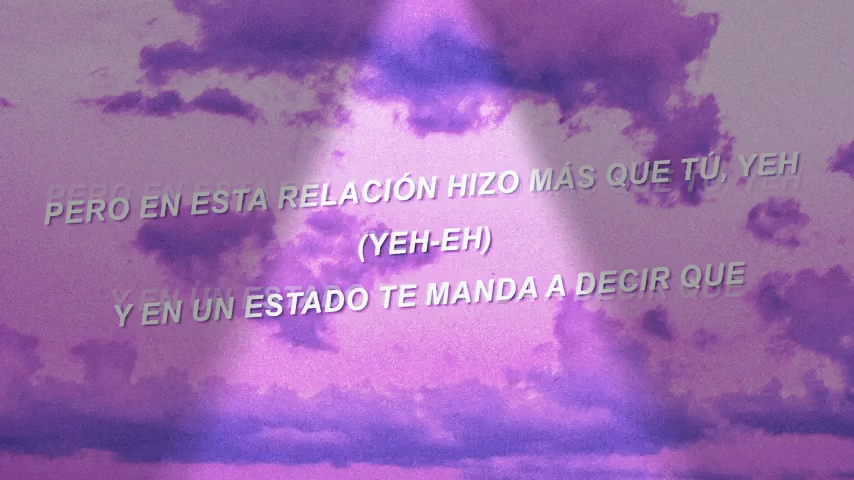 PERO EN ESTA RELACIÓN HIZO MÁS QUE TÚ, YEH
(YEH-EH)
Y EN UN ESTADO TE MANDA A DECIR QUE